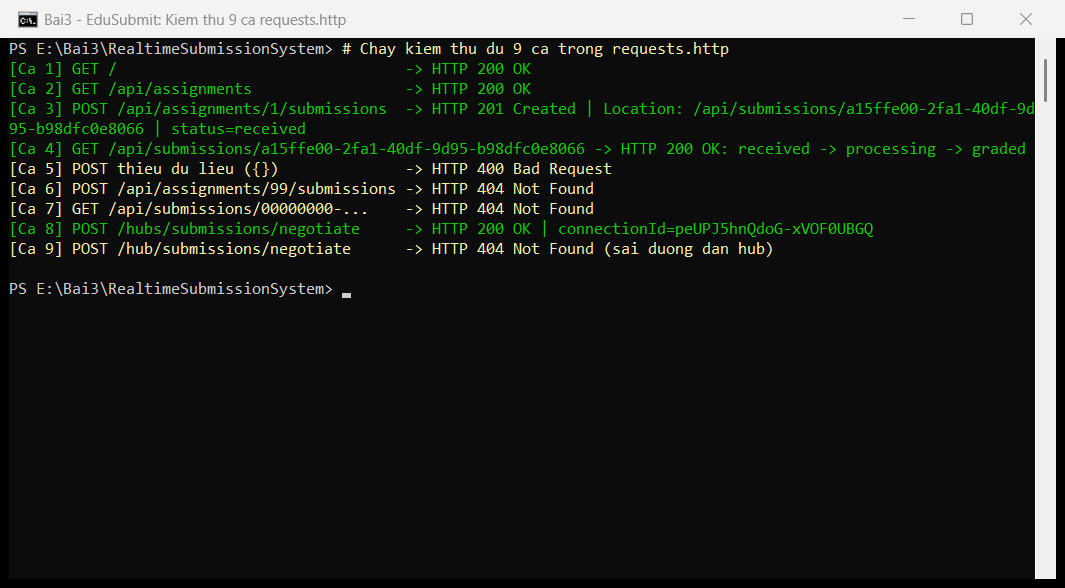 Bai3 - EduSubmit: Kiem thu 9 ca requests.http
PS E:\Bai3\RealtimeSubmissionSystem> # Chay kiem thu du 9 ca trong requests.http
[Ca 1] GET / -> HTTP 200 OK
[Ca 2] GET /api/assignments -> HTTP 200 OK
[Ca 3] POST /api/assignments/1/submissions -> HTTP 201 Created | Location: /api/submissions/a15ffe00-2fa1-40df-9d
95-b98dfc0e8066 | status=received
[Ca 4] GET /api/submissions/a15ffe00-2fa1-40df-9d95-b98dfc0e8066 -> HTTP 200 OK: received -> processing -> graded
[Ca 5] POST thieu du lieu ({}) -> HTTP 400 Bad Request
[Ca 6] POST /api/assignments/99/submissions -> HTTP 404 Not Found
[Ca 7] GET /api/submissions/00000000-... -> HTTP 404 Not Found
[Ca 8] POST /hubs/submissions/negotiate -> HTTP 200 OK | connectionId=peUPJ5hnQdoG-xVOF0UBGQ
[Ca 9] POST /hub/submissions/negotiate -> HTTP 404 Not Found (sai duong dan hub)
PS E:\Bai3\RealtimeSubmissionSystem>